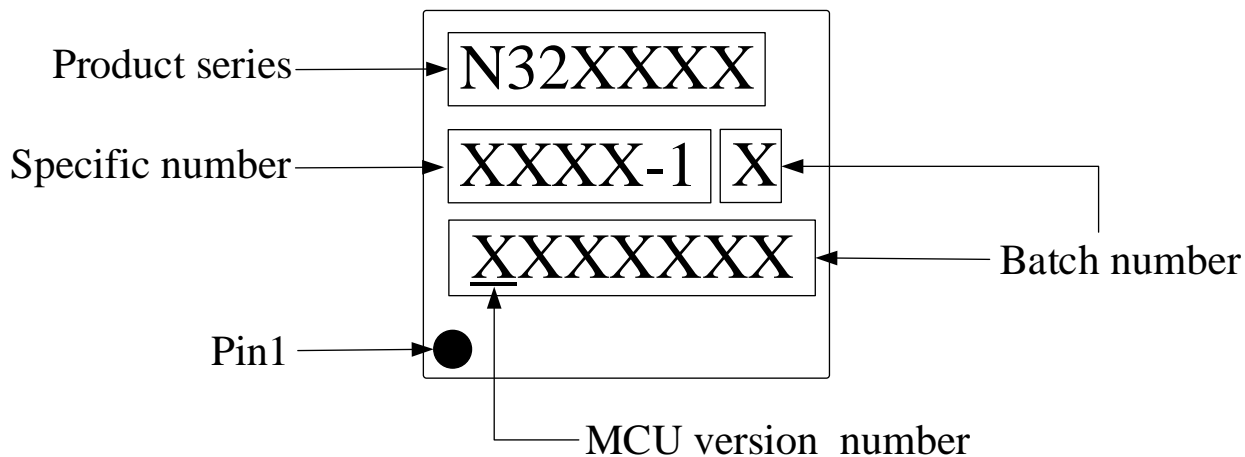 Product series
N32XXXX
Specific number
XXXX-1 X
XXXXXXX
Batch number
Pin1
MCU version number